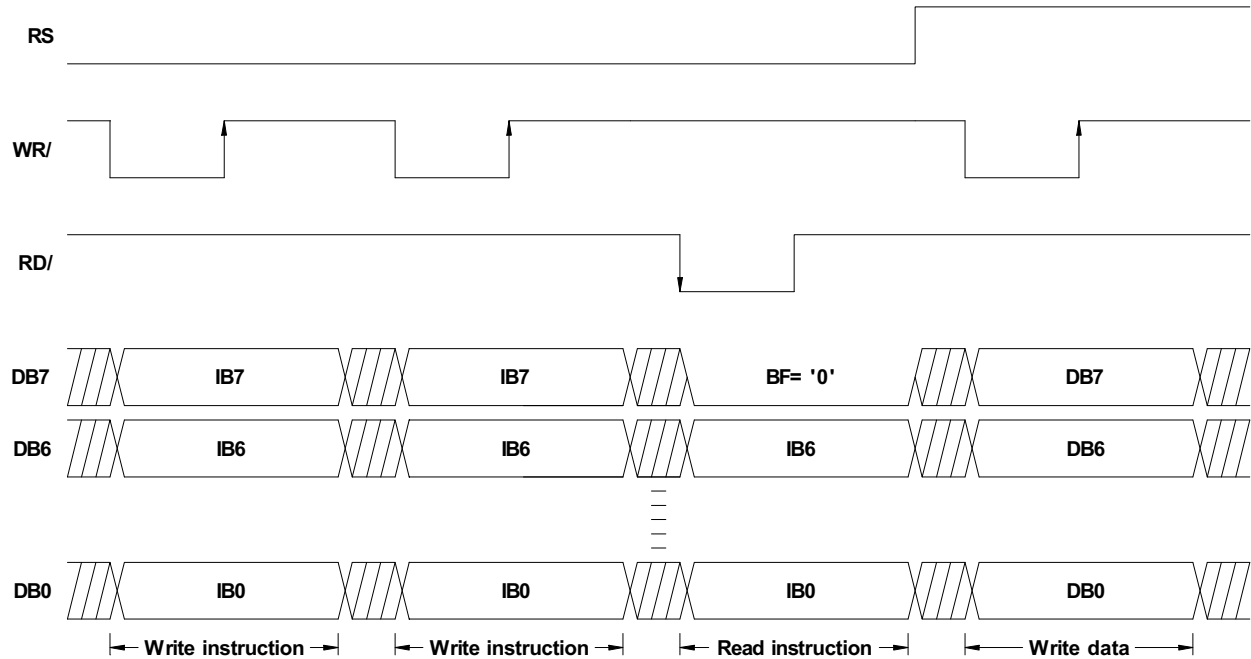 RS
WR/
RD/
DB7 IB7 IB7 BF= '0' DB7
DB6 IB6 IB6 IB6 DB6
DB0 IB0 IB0 IB0 DB0
Write instruction Write instruction Read instruction Write data